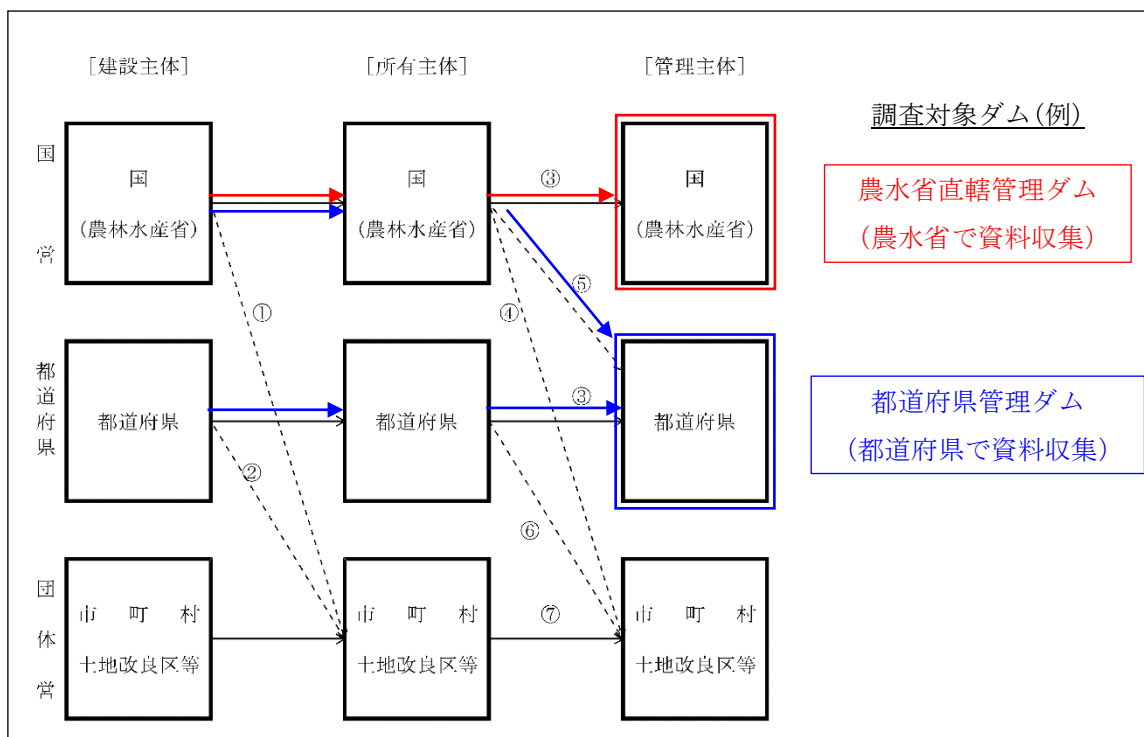 [建設主体] [所有主体] [管理主体]
調査対象ダム(例)
国営
国
(農林水産省)
国
(農林水産省)
③
国
(農林水産省)
農水省直轄管理ダム
(農水省で資料収集)
①
④
⑤
都道府県
都道府県
都道府県
③
都道府県
都道府県管理ダム
(都道府県で資料収集)
②
⑥
団体営
市町村
土地改良区等
市町村
土地改良区等
⑦
市町村
土地改良区等